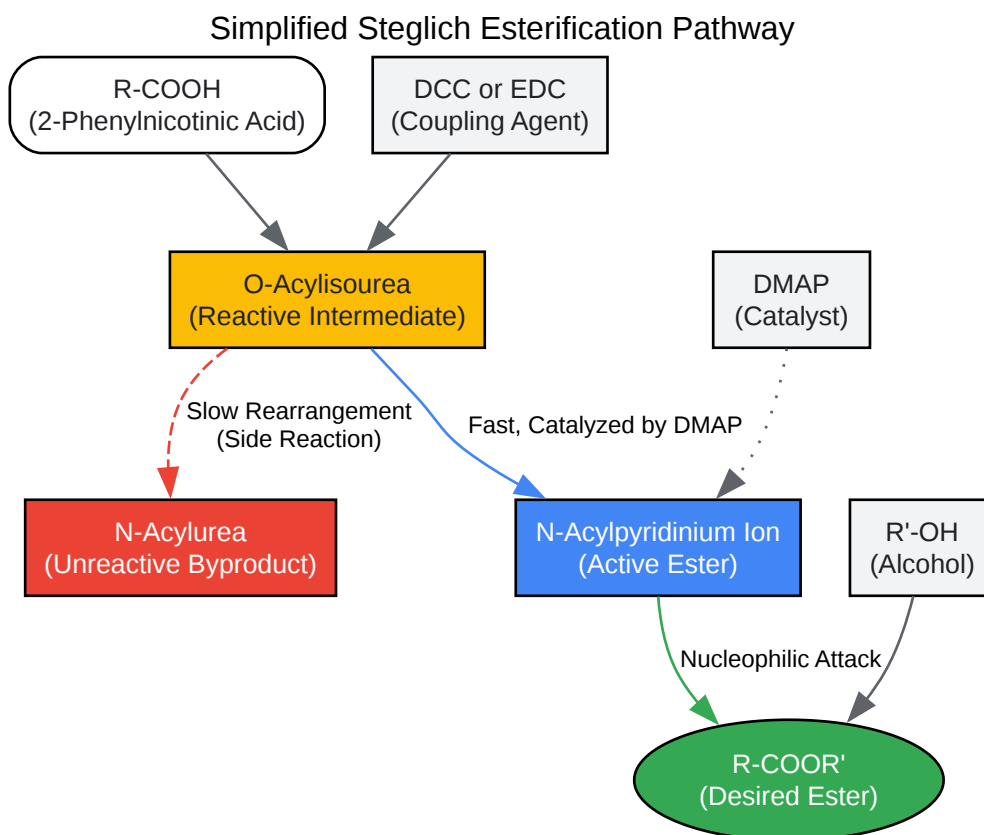 Simplified Steglich Esterification Pathway
R-COOH
(2-Phenylnicotinic Acid)
DCC or EDC
(Coupling Agent)
O-Acylisourea
(Reactive Intermediate)
DMAP
(Catalyst)
Slow Rearrangement
(Side Reaction)
Fast, Catalyzed by DMAP
N-Acylurea
(Unreactive Byproduct)
N-Acylpyridinium Ion
(Active Ester)
R'-OH
(Alcohol)
Nucleophilic Attack
R-COOR'
(Desired Ester)